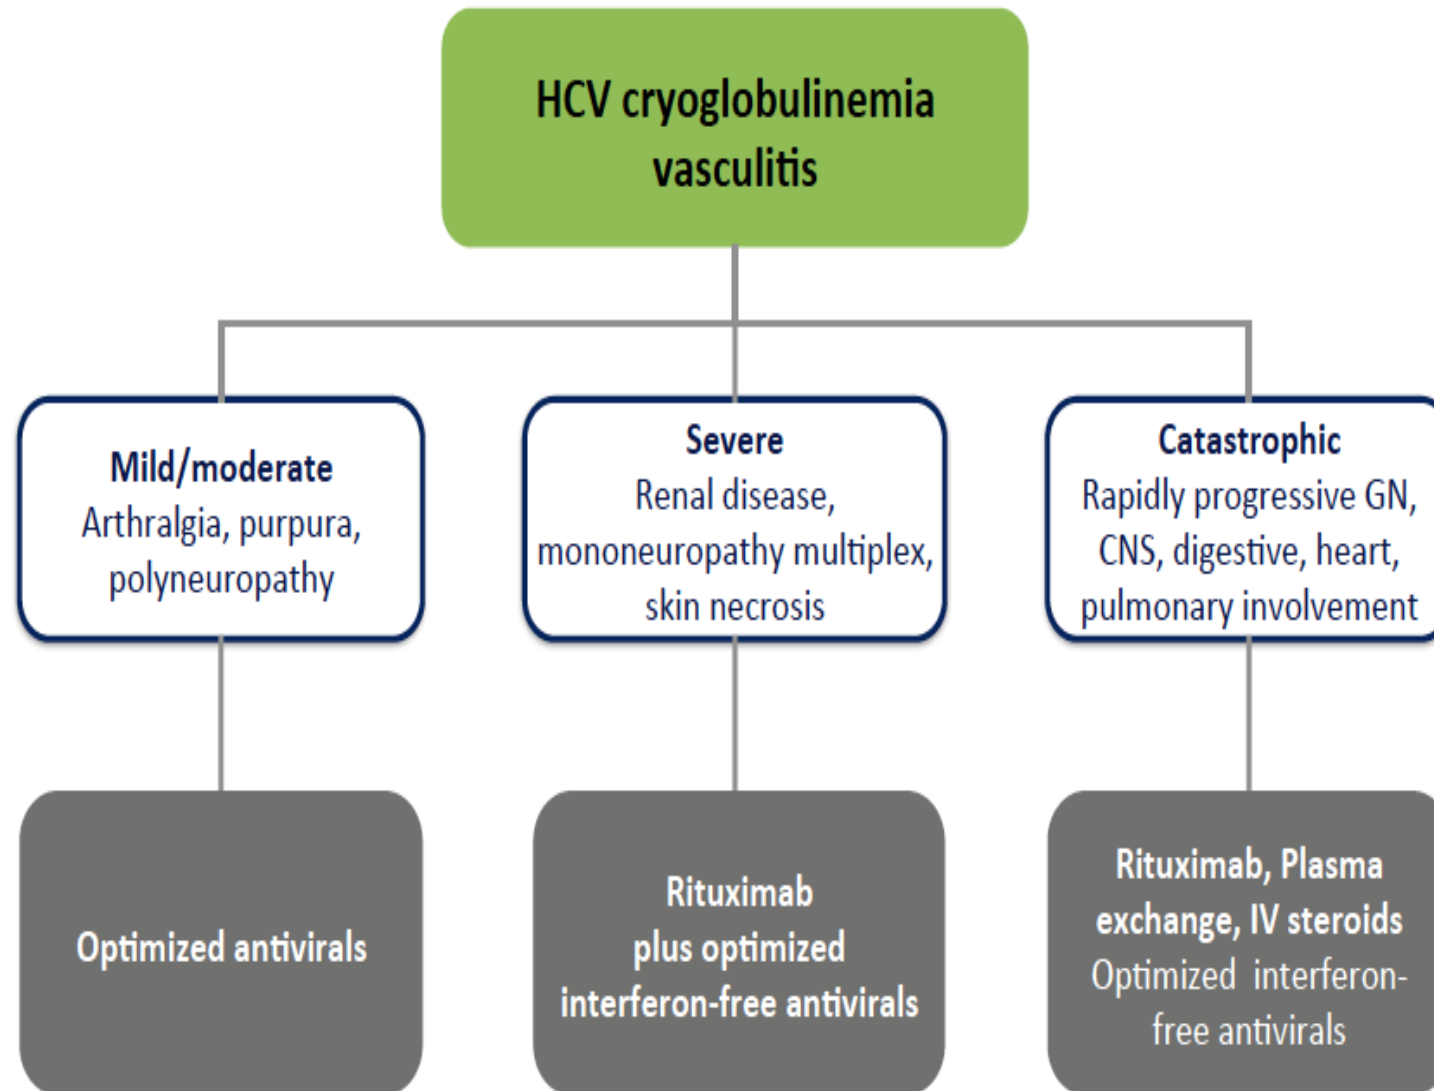 HCV cryoglobulinemia
vasculitis
Mild/moderate
Arthralgia, purpura,
polyneuropathy
Severe
Renal disease,
mononeuropathy multiplex,
skin necrosis
Catastrophic
Rapidly progressive GN,
CNS, digestive, heart,
pulmonary involvement
Optimized antivirals
Rituximab
plus optimized
interferon-free antivirals
Rituximab, Plasma
exchange, IV steroids
Optimized interferon-
free antivirals